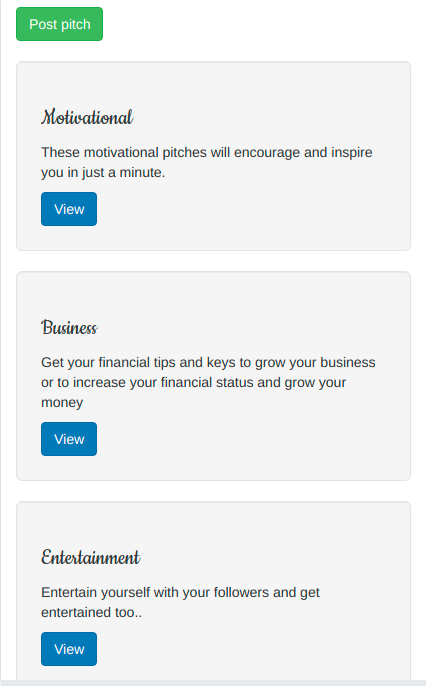 Post pitch
Motivational
These motivational pitches will encourage and inspire
you in just a minute.
View
Business
Get your financial tips and keys to grow your business
or to increase your financial status and grow your
money
View
Entertainment
Entertain yourself with your followers and get
entertained too..
View